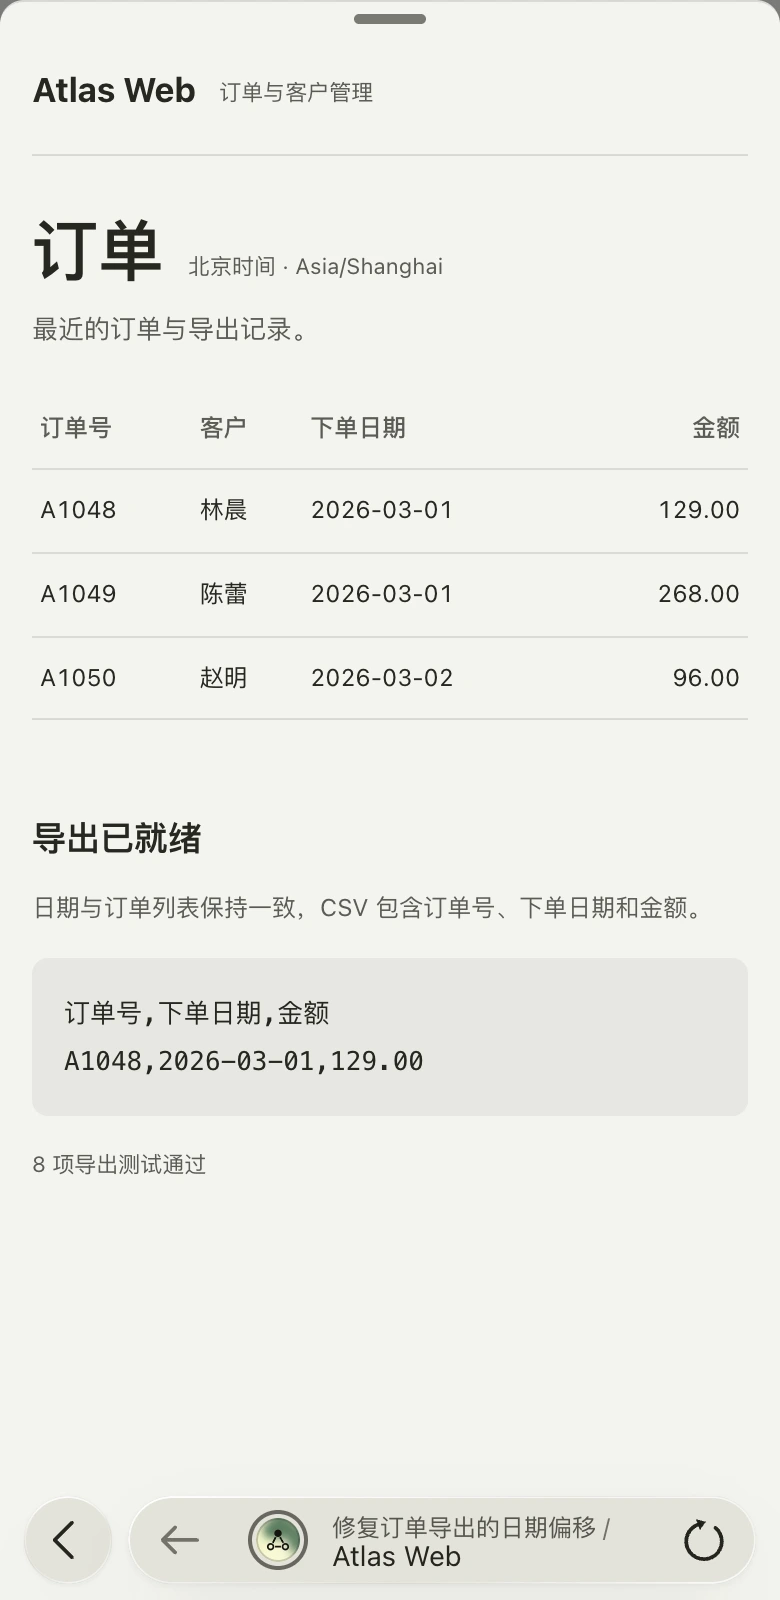 Atlas Web 订单与客户管理
订单 北京时间 · Asia/Shanghai
最近的订单与导出记录。
订单号 客户 下单日期 金额
A1048 林晨 2026-03-01 129.00
A1049 陈蕾 2026-03-01 268.00
A1050 赵明 2026-03-02 96.00
导出已就绪
日期与订单列表保持一致，CSV 包含订单号、下单日期和金额。
订单号,下单日期,金额
A1048,2026-03-01,129.00
8 项导出测试通过
修复订单导出的日期偏移 /
Atlas Web